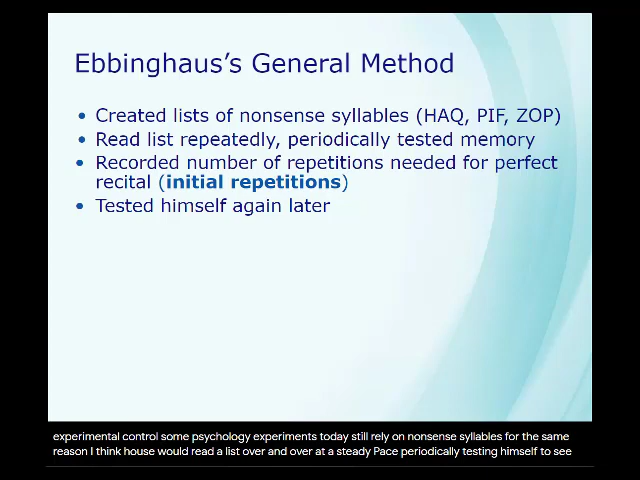 Ebbinghaus's General Method
• Created lists of nonsense syllables (HAQ, PIF, ZOP)
• Read list repeatedly, periodically tested memory
• Recorded number of repetitions needed for perfect
recital (initial repetitions)
• Tested himself again later
experimental control some psychology experiments today still rely on nonsense syllables for the same
reason I think house would read a list over and over at a steady Pace periodically testing himself to see